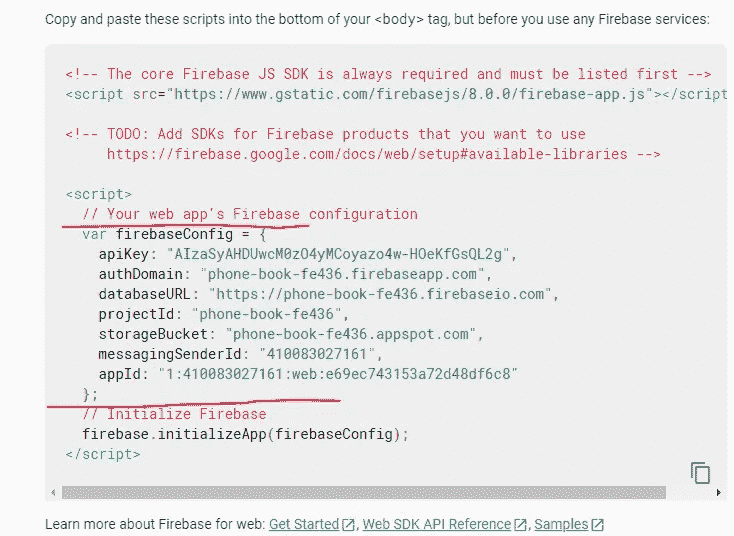 Copy and paste these scripts into the bottom of your <body> tag, but before you use any Firebase services:
<!-- The core Firebase JS SDK is always required and must be listed first -->
<script src="https://www.gstatic.com/firebasejs/8.0.0/firebase-app.js"></script
<!-- TODO: Add SDKs for Firebase products that you want to use
https://firebase.google.com/docs/web/setup#available-libraries -->
<script>
// Your web app's Firebase configuration
var firebaseConfig = {
apiKey: "AIzaSyAHDUwcM0zO4yMCoyazo4w-HOeKfGsQL2g",
authDomain: "phone-book-fe436.firebaseapp.com",
databaseURL: "https://phone-book-fe436.firebaseio.com",
projectId: "phone-book-fe436",
storageBucket: "phone-book-fe436.appspot.com",
messagingSenderId: "410083027161",
appId: "1:410083027161:web:e69ec743153a72d48df6c8"
};
// Initialize Firebase
firebase.initializeApp(firebaseConfig);
</script>
Learn more about Firebase for web: Get Started, Web SDK API Reference, Samples